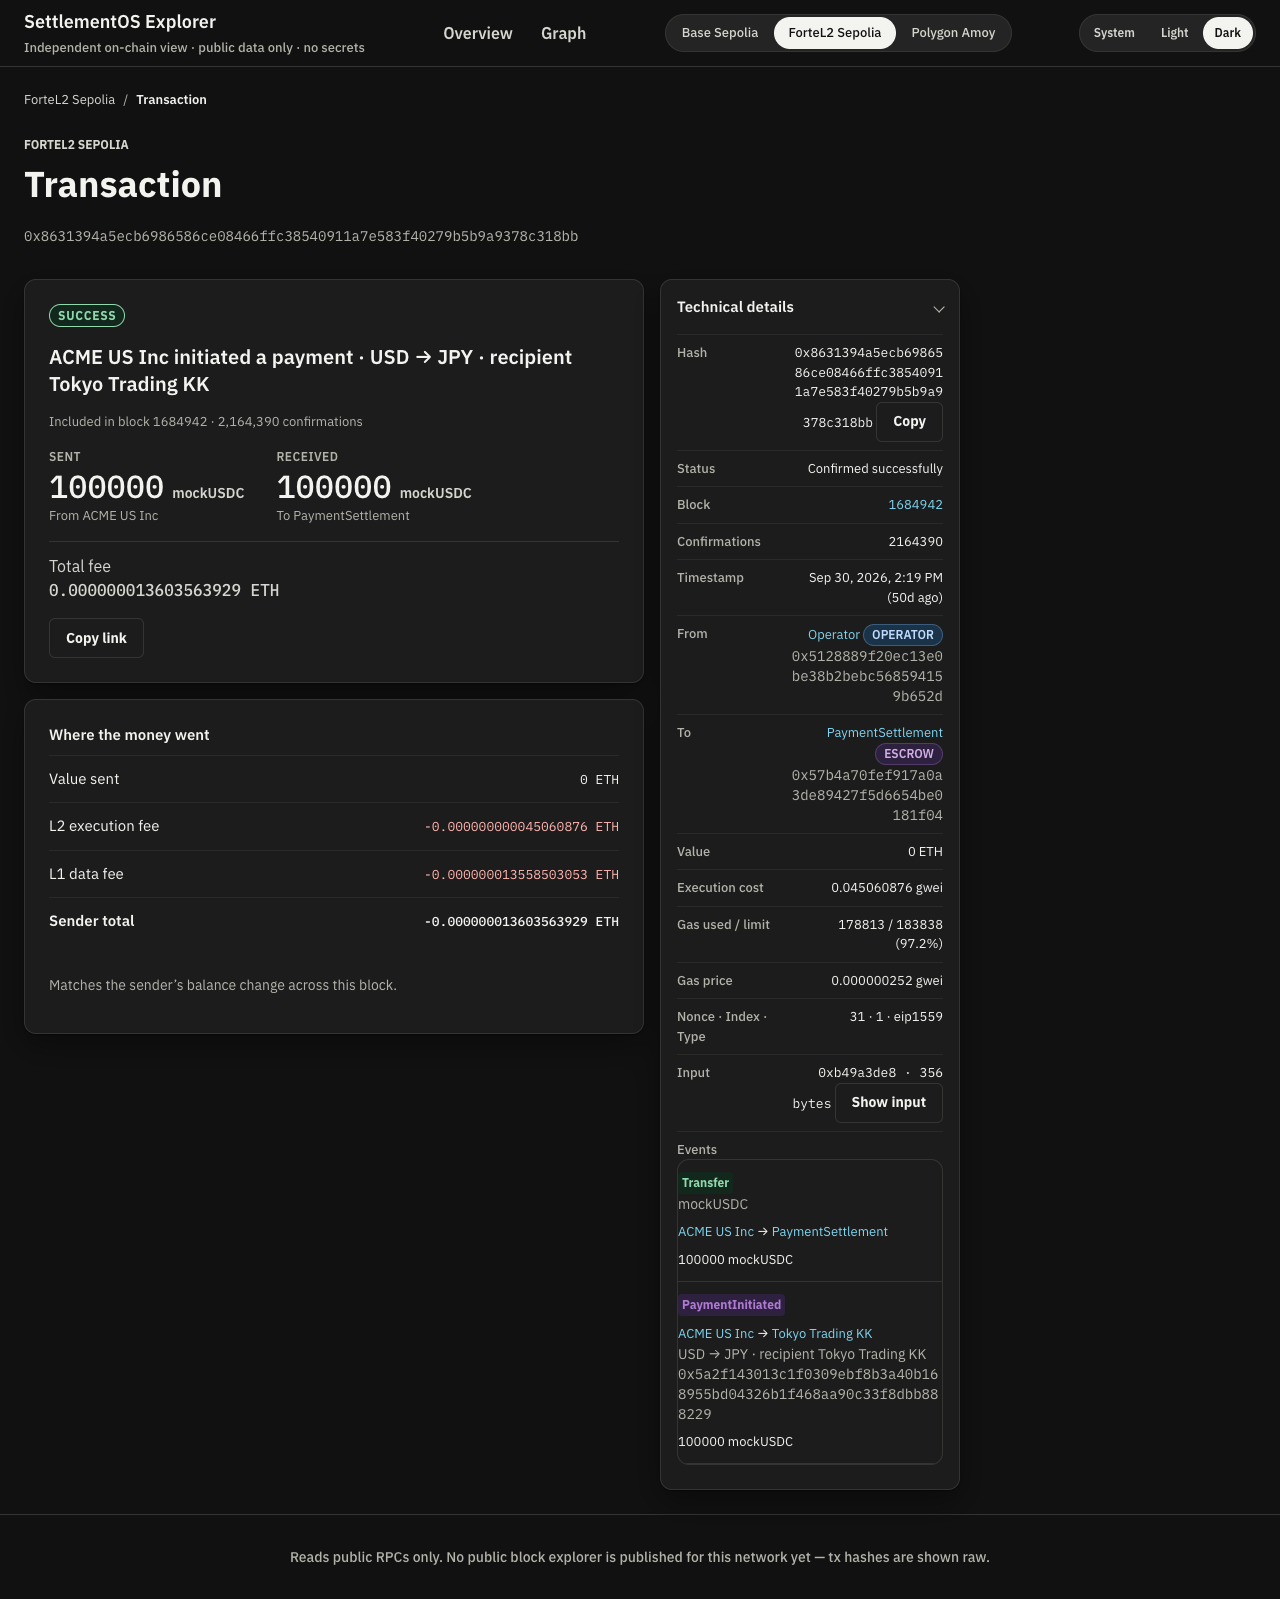 SettlementOS Explorer
Independent on-chain view · public data only · no secrets
Overview
Graph
Base Sepolia
ForteL2 Sepolia
Polygon Amoy
System
Light
Dark
ForteL2 Sepolia / Transaction
FORTEL2 SEPOLIA
Transaction
0x8631394a5ecb6986586ce08466ffc38540911a7e583f40279b5b9a9378c318bb
SUCCESS
ACME US Inc initiated a payment · USD → JPY · recipient
Tokyo Trading KK
Included in block 1684942 · 2,164,390 confirmations
SENT
100000 mockUSDC
From ACME US Inc
RECEIVED
100000 mockUSDC
To PaymentSettlement
Total fee
0.000000013603563929 ETH
Copy link
Where the money went
Value sent 0 ETH
L2 execution fee -0.000000000045060876 ETH
L1 data fee -0.000000013558503053 ETH
Sender total -0.000000013603563929 ETH
Matches the sender’s balance change across this block.
Technical details
Hash 0x8631394a5ecb69865
86ce08466ffc3854091
1a7e583f40279b5b9a9
378c318bb Copy
Status Confirmed successfully
Block 1684942
Confirmations 2164390
Timestamp Sep 30, 2026, 2:19 PM
(50d ago)
From Operator OPERATOR
0x5128889f20ec13e0
be38b2bebc56859415
9b652d
To PaymentSettlement
ESCROW
0x57b4a70fef917a0a
3de89427f5d6654be0
181f04
Value 0 ETH
Execution cost 0.045060876 gwei
Gas used / limit 178813 / 183838
(97.2%)
Gas price 0.000000252 gwei
Nonce · Index · 31 · 1 · eip1559
Type
Input 0xb49a3de8 · 356
bytes Show input
Events
Transfer
mockUSDC
ACME US Inc → PaymentSettlement
100000 mockUSDC
PaymentInitiated
ACME US Inc → Tokyo Trading KK
USD → JPY · recipient Tokyo Trading KK
0x5a2f143013c1f0309ebf8b3a40b16
8955bd04326b1f468aa90c33f8dbb88
8229
100000 mockUSDC
Reads public RPCs only. No public block explorer is published for this network yet — tx hashes are shown raw.